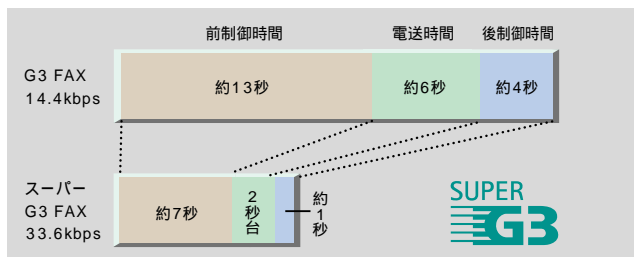 前制御時間 電送時間 後制御時間
G3 FAX
14.4kbps
約13秒 約6秒 約4秒
スーパー
G3 FAX
33.6kbps
約7秒
2秒台
約1秒
SUPER
G3